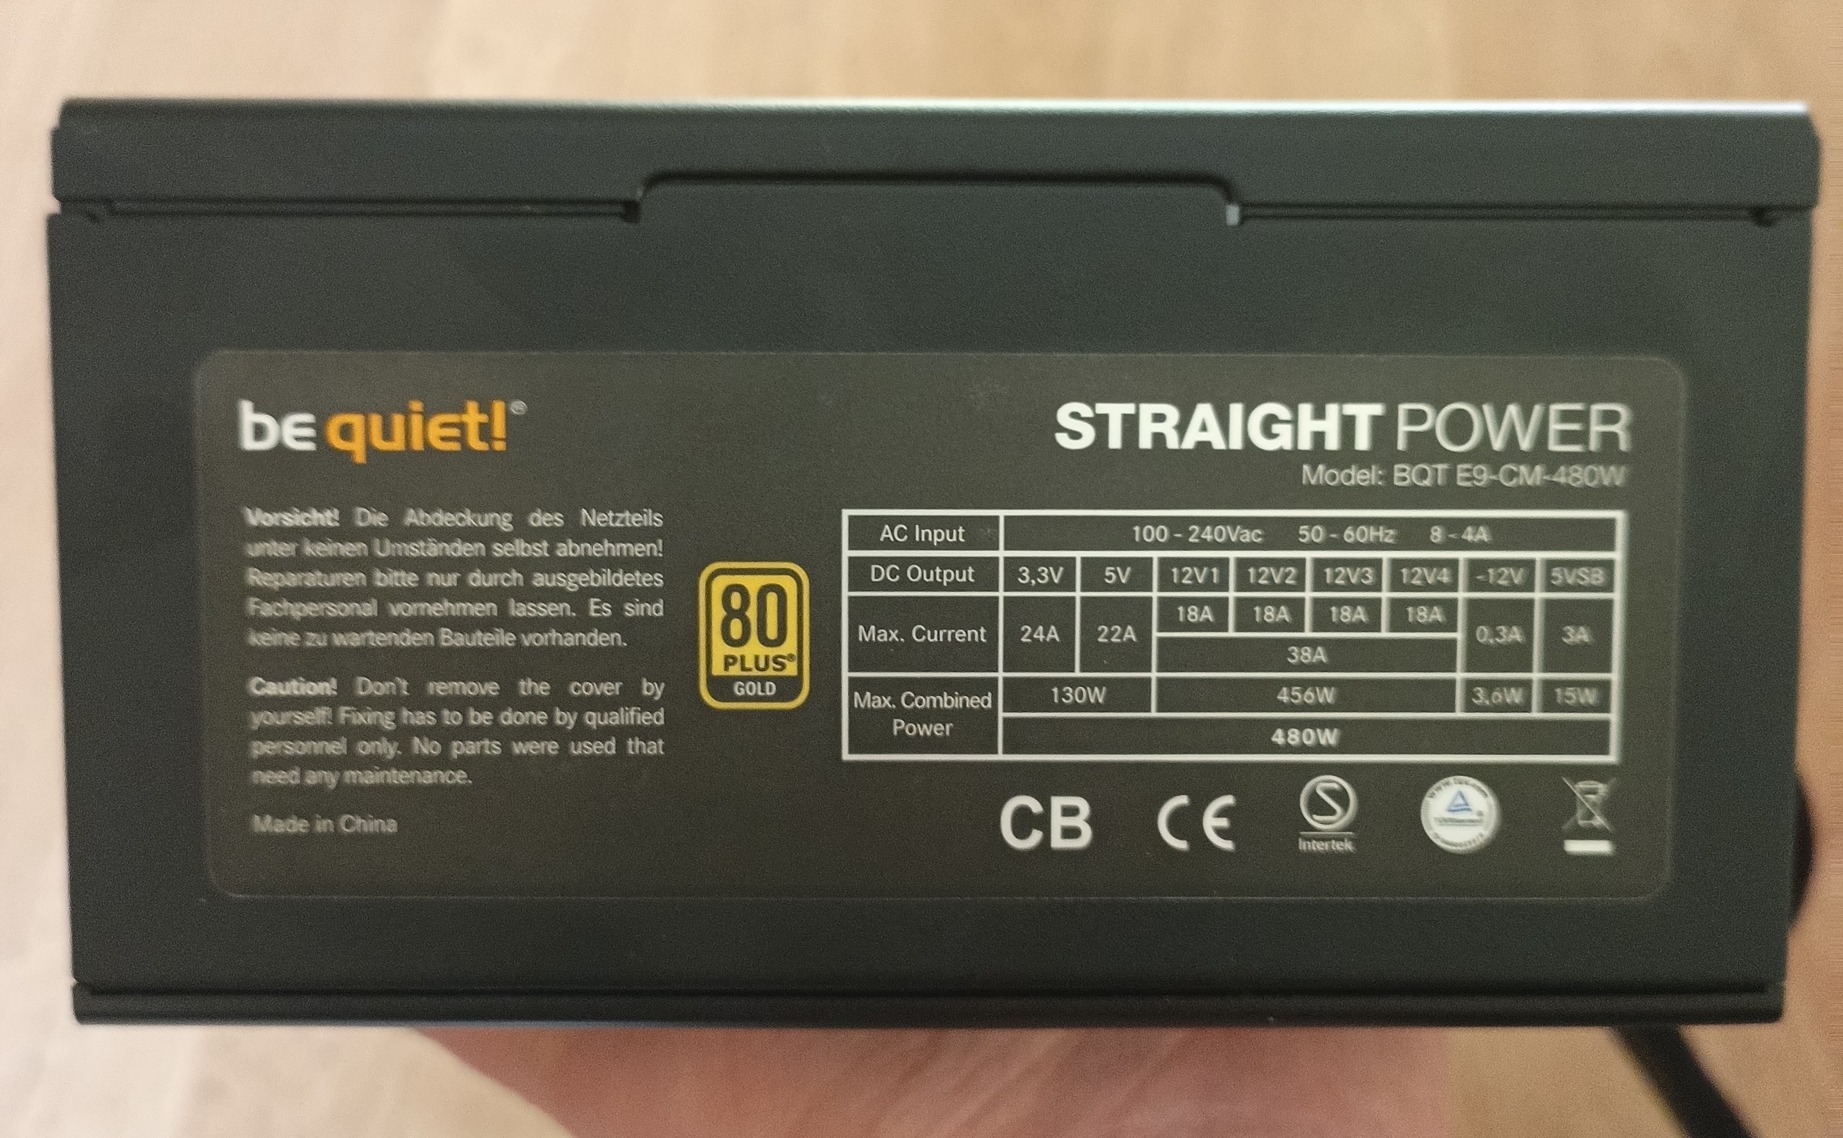 be quiet!®
STRAIGHT POWER
Model: BQT E9-CM-480W
Vorsicht! Die Abdeckung des Netzteils
unter keinen Umständen selbst abnehmen!
Reparaturen bitte nur durch ausgebildetes
Fachpersonal vornehmen lassen. Es sind
keine zu wartenden Bauteile vorhanden.
Caution! Don't remove the cover by
yourself! Fixing has to be done by qualified
personnel only. No parts were used that
need any maintenance.
Made in China
80
PLUS®
GOLD
AC Input 100 - 240Vac 50 - 60Hz 8 - 4A
DC Output 3,3V 5V 12V1 12V2 12V3 12V4 -12V 5VSB
Max. Current 24A 22A 18A 18A 18A 18A 0,3A 3A
38A
Max. Combined Power 130W 456W 3,6W 15W
480W
CB CE
Intertek